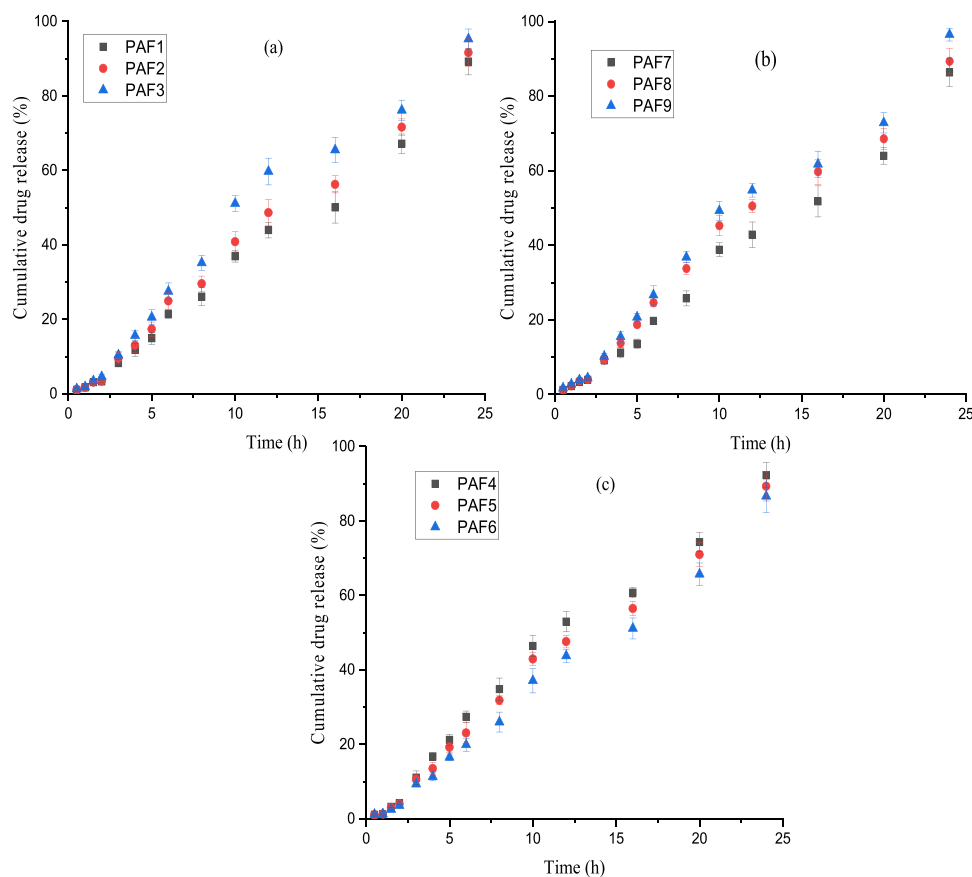 (a)
PAF1
PAF2
PAF3
Cumulative drug release (%)
100
80
60
40
20
0
0 5 10 15 20 25
Time (h)
(b)
PAF7
PAF8
PAF9
Cumulative drug release (%)
100
80
60
40
20
0
0 5 10 15 20 25
Time (h)
(c)
PAF4
PAF5
PAF6
Cumulative drug release (%)
100
80
60
40
20
0
0 5 10 15 20 25
Time (h)